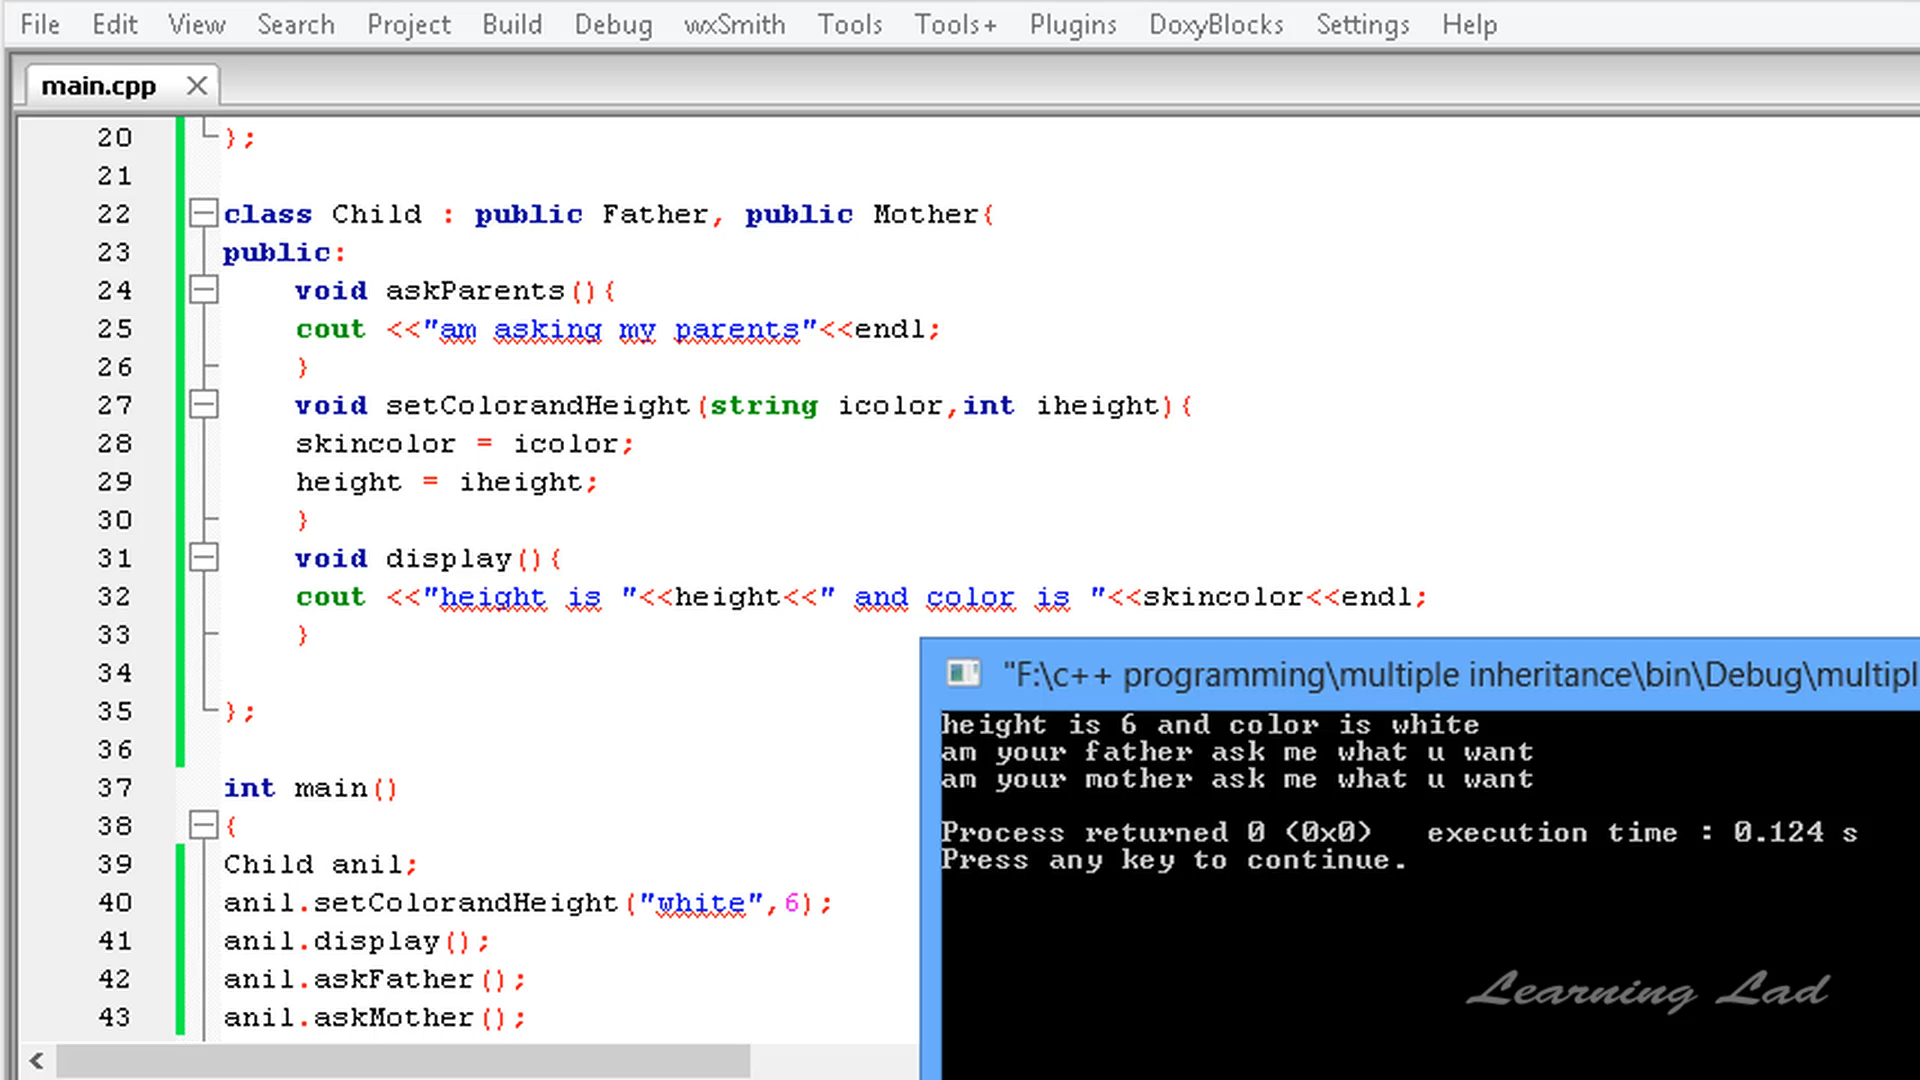 File Edit View Search Project Build Debug wxSmith Tools Tools+ Plugins DoxyBlocks Settings Help
main.cpp
20 };
21
22 class Child : public Father, public Mother{
23 public:
24 void askParents(){
25 cout <<"am asking my parents"<<endl;
26 }
27 void setColorandHeight(string icolor,int iheight){
28 skincolor = icolor;
29 height = iheight;
30 }
31 void display(){
32 cout <<"height is "<<height<<" and color is "<<skincolor<<endl;
33 }
34
35 };
36
37 int main()
38 {
39 Child anil;
40 anil.setColorandHeight("white",6);
41 anil.display();
42 anil.askFather();
43 anil.askMother();
"F:\c++ programming\multiple inheritance\bin\Debug\multipl
height is 6 and color is white
am your father ask me what u want
am your mother ask me what u want
Process returned 0 (0x0) execution time : 0.124 s
Press any key to continue.
Learning Lad